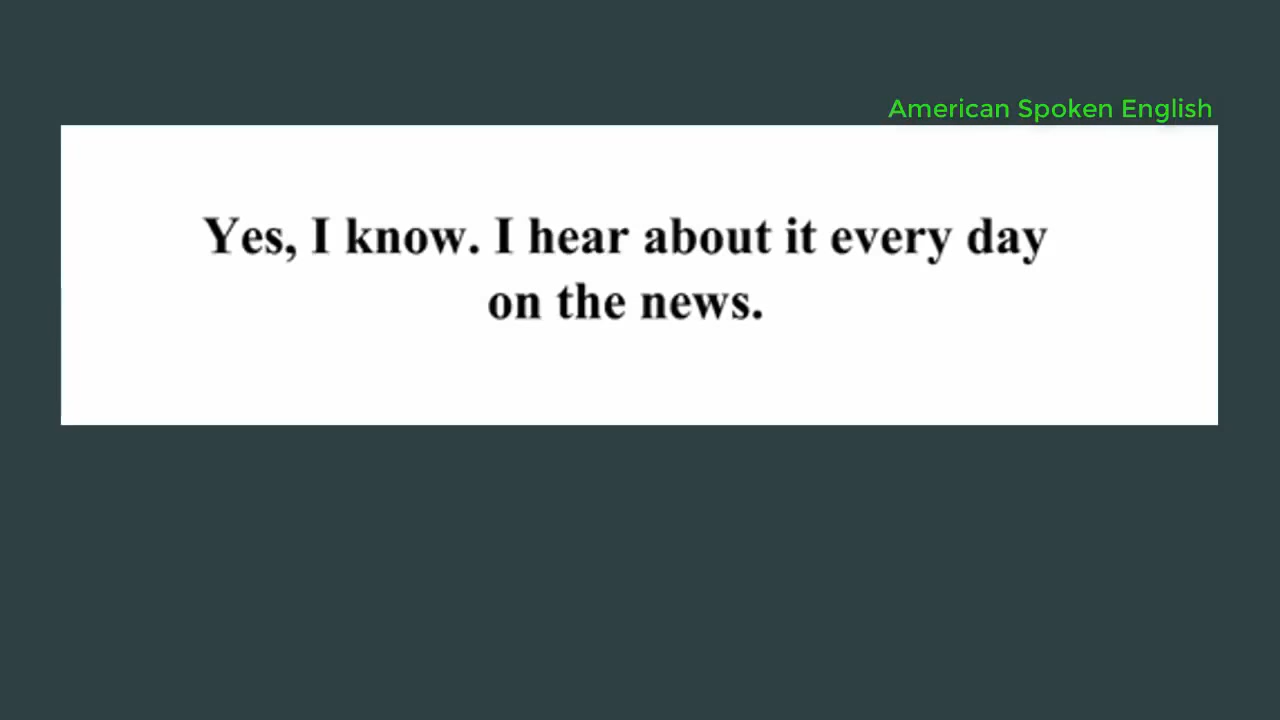 American Spoken English
Yes, I know. I hear about it every day
on the news.